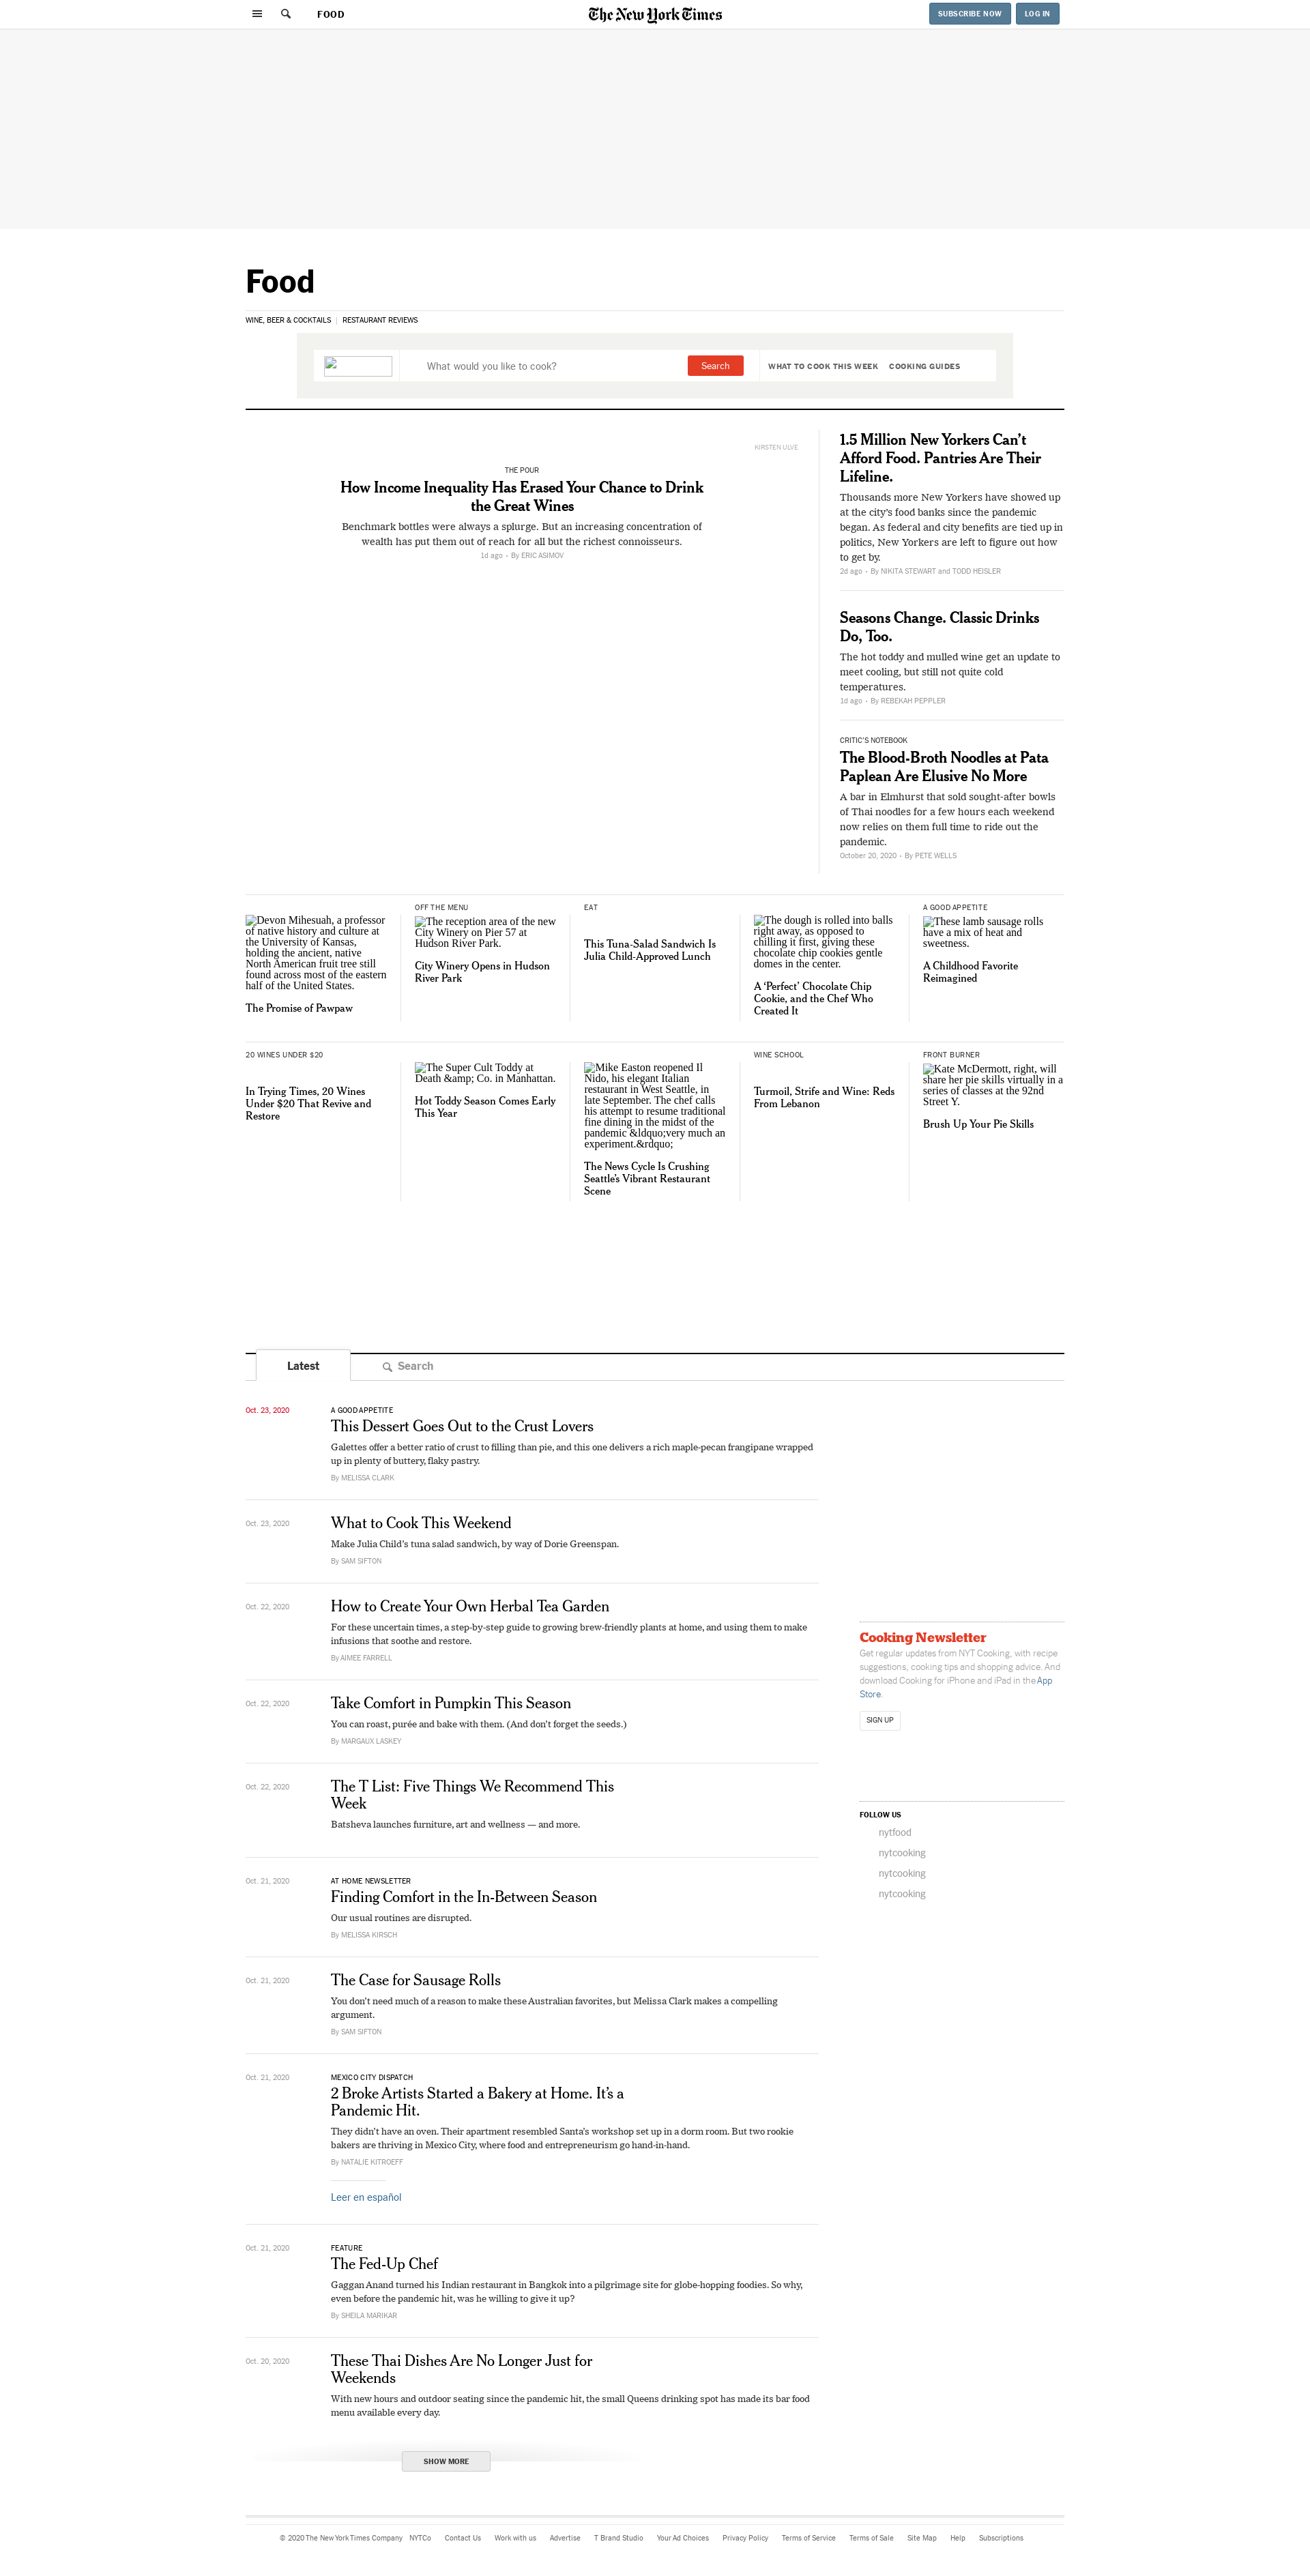 FOOD
The New York Times
SUBSCRIBE NOW
LOG IN
Food
WINE, BEER & COCKTAILS
RESTAURANT REVIEWS
What would you like to cook?
Search
WHAT TO COOK THIS WEEK
COOKING GUIDES
KIRSTEN ULVE
THE POUR
How Income Inequality Has Erased Your Chance to Drink
the Great Wines
Benchmark bottles were always a splurge. But an increasing concentration of
wealth has put them out of reach for all but the richest connoisseurs.
1d ago • By ERIC ASIMOV
1.5 Million New Yorkers Can’t
Afford Food. Pantries Are Their
Lifeline.
Thousands more New Yorkers have showed up
at the city’s food banks since the pandemic
began. As federal and city benefits are tied up in
politics, New Yorkers are left to figure out how
to get by.
2d ago • By NIKITA STEWART and TODD HEISLER
Seasons Change. Classic Drinks
Do, Too.
The hot toddy and mulled wine get an update to
meet cooling, but still not quite cold
temperatures.
1d ago • By REBEKAH PEPPLER
CRITIC’S NOTEBOOK
The Blood-Broth Noodles at Pata
Paplean Are Elusive No More
A bar in Elmhurst that sold sought-after bowls
of Thai noodles for a few hours each weekend
now relies on them full time to ride out the
pandemic.
October 20, 2020 • By PETE WELLS
Devon Mihesuah, a professor
of native history and culture at
the University of Kansas,
holding the ancient, native
North American fruit tree still
found across most of the eastern
half of the United States.
The Promise of Pawpaw
OFF THE MENU
The reception area of the new
City Winery on Pier 57 at
Hudson River Park.
City Winery Opens in Hudson
River Park
EAT
This Tuna-Salad Sandwich Is
Julia Child-Approved Lunch
The dough is rolled into balls
right away, as opposed to
chilling it first, giving these
chocolate chip cookies gentle
domes in the center.
A ‘Perfect’ Chocolate Chip
Cookie, and the Chef Who
Created It
A GOOD APPETITE
These lamb sausage rolls
have a mix of heat and
sweetness.
A Childhood Favorite
Reimagined
20 WINES UNDER $20
In Trying Times, 20 Wines
Under $20 That Revive and
Restore
The Super Cult Toddy at
Death &amp; Co. in Manhattan.
Hot Toddy Season Comes Early
This Year
Mike Easton reopened Il
Nido, his elegant Italian
restaurant in West Seattle, in
late September. The chef calls
his attempt to resume traditional
fine dining in the midst of the
pandemic &ldquo;very much an
experiment.&rdquo;
The News Cycle Is Crushing
Seattle’s Vibrant Restaurant
Scene
WINE SCHOOL
Turmoil, Strife and Wine: Reds
From Lebanon
FRONT BURNER
Kate McDermott, right, will
share her pie skills virtually in a
series of classes at the 92nd
Street Y.
Brush Up Your Pie Skills
Latest
Search
Oct. 23, 2020
A GOOD APPETITE
This Dessert Goes Out to the Crust Lovers
Galettes offer a better ratio of crust to filling than pie, and this one delivers a rich maple-pecan frangipane wrapped
up in plenty of buttery, flaky pastry.
By MELISSA CLARK
Oct. 23, 2020
What to Cook This Weekend
Make Julia Child’s tuna salad sandwich, by way of Dorie Greenspan.
By SAM SIFTON
Oct. 22, 2020
How to Create Your Own Herbal Tea Garden
For these uncertain times, a step-by-step guide to growing brew-friendly plants at home, and using them to make
infusions that soothe and restore.
By AIMEE FARRELL
Oct. 22, 2020
Take Comfort in Pumpkin This Season
You can roast, purée and bake with them. (And don’t forget the seeds.)
By MARGAUX LASKEY
Oct. 22, 2020
The T List: Five Things We Recommend This
Week
Batsheva launches furniture, art and wellness — and more.
Oct. 21, 2020
AT HOME NEWSLETTER
Finding Comfort in the In-Between Season
Our usual routines are disrupted.
By MELISSA KIRSCH
Oct. 21, 2020
The Case for Sausage Rolls
You don’t need much of a reason to make these Australian favorites, but Melissa Clark makes a compelling
argument.
By SAM SIFTON
Oct. 21, 2020
MEXICO CITY DISPATCH
2 Broke Artists Started a Bakery at Home. It’s a
Pandemic Hit.
They didn’t have an oven. Their apartment resembled Santa’s workshop set up in a dorm room. But two rookie
bakers are thriving in Mexico City, where food and entrepreneurism go hand-in-hand.
By NATALIE KITROEFF
Leer en español
Oct. 21, 2020
FEATURE
The Fed-Up Chef
Gaggan Anand turned his Indian restaurant in Bangkok into a pilgrimage site for globe-hopping foodies. So why,
even before the pandemic hit, was he willing to give it up?
By SHEILA MARIKAR
Oct. 20, 2020
These Thai Dishes Are No Longer Just for
Weekends
With new hours and outdoor seating since the pandemic hit, the small Queens drinking spot has made its bar food
menu available every day.
SHOW MORE
Cooking Newsletter
Get regular updates from NYT Cooking, with recipe
suggestions, cooking tips and shopping advice. And
download Cooking for iPhone and iPad in the App
Store.
SIGN UP
FOLLOW US
nytfood
nytcooking
nytcooking
nytcooking
© 2020 The New York Times Company
NYTCo
Contact Us
Work with us
Advertise
T Brand Studio
Your Ad Choices
Privacy Policy
Terms of Service
Terms of Sale
Site Map
Help
Subscriptions